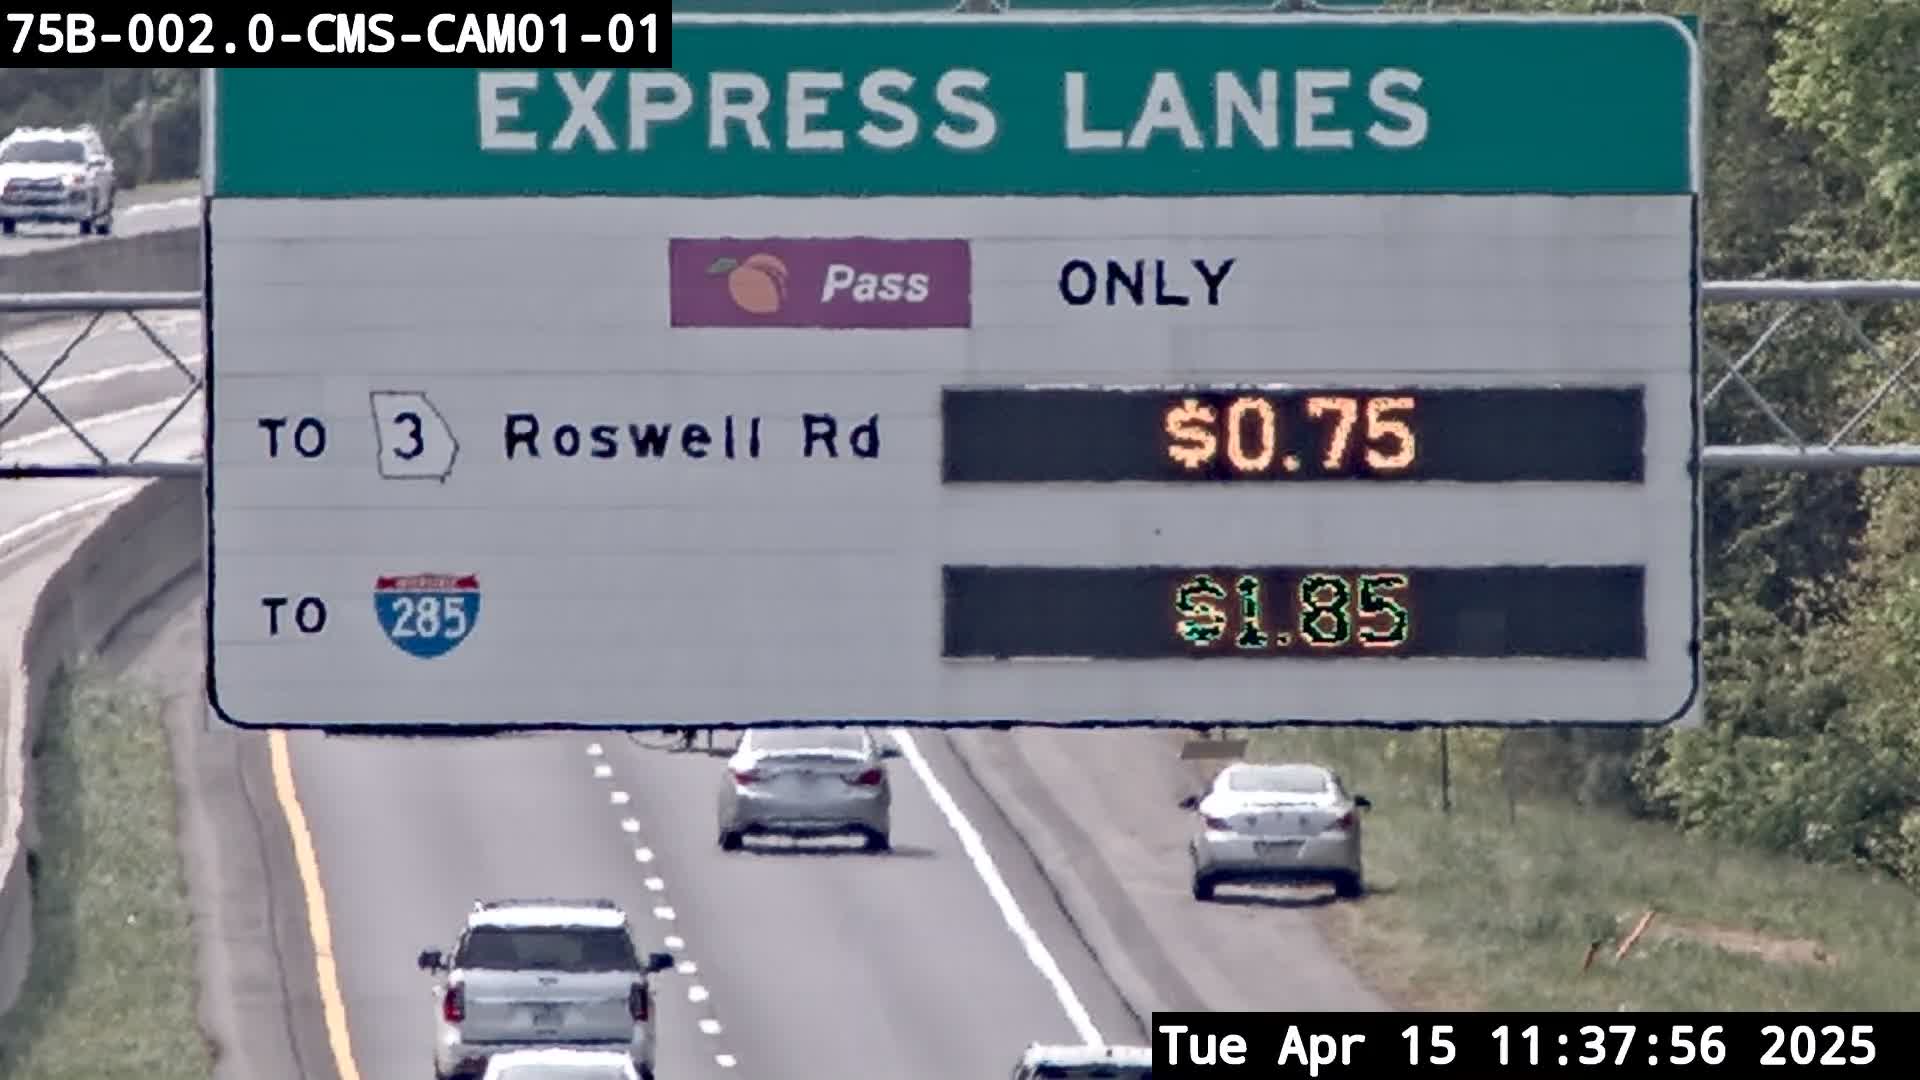 75B-002.0-CMS-CAM01-01
EXPRESS LANES
Pass ONLY
TO 3 Roswell Rd $0.75
TO INTERSTATE 285 $1.85
Tue Apr 15 11:37:56 2025